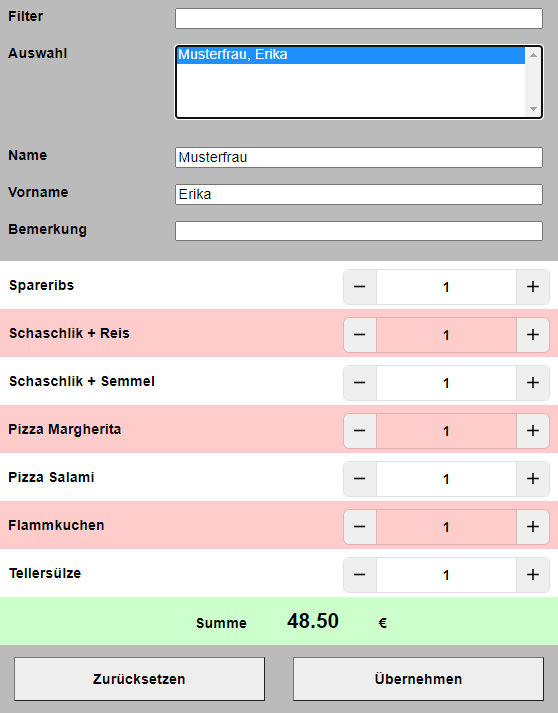 Filter
Auswahl
Musterfrau, Erika
Name Musterfrau
Vorname Erika
Bemerkung
Spareribs − 1 +
Schaschlik + Reis − 1 +
Schaschlik + Semmel − 1 +
Pizza Margherita − 1 +
Pizza Salami − 1 +
Flammkuchen − 1 +
Tellersülze − 1 +
Summe 48.50 €
Zurücksetzen Übernehmen